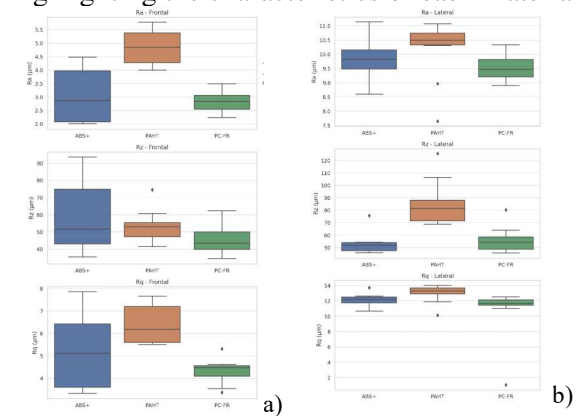 Ra - Frontal
Ra (μm)
5.5
5.0
4.5
4.0
3.5
3.0
2.5
2.0
ABS+ PAHT PC-FR
Rz - Frontal
Rz (μm)
90
80
70
60
50
40
ABS+ PAHT PC-FR
Rq - Frontal
Rq (μm)
8
7
6
5
4
ABS+ PAHT PC-FR
a)
Ra - Lateral
Ra (μm)
11.0
10.5
10.0
9.5
9.0
8.5
8.0
7.5
ABS+ PAHT PC-FR
Rz - Lateral
Rz (μm)
120
110
100
90
80
70
60
50
ABS+ PAHT PC-FR
Rq - Lateral
Rq (μm)
14
12
10
8
6
4
2
ABS+ PAHT PC-FR
b)